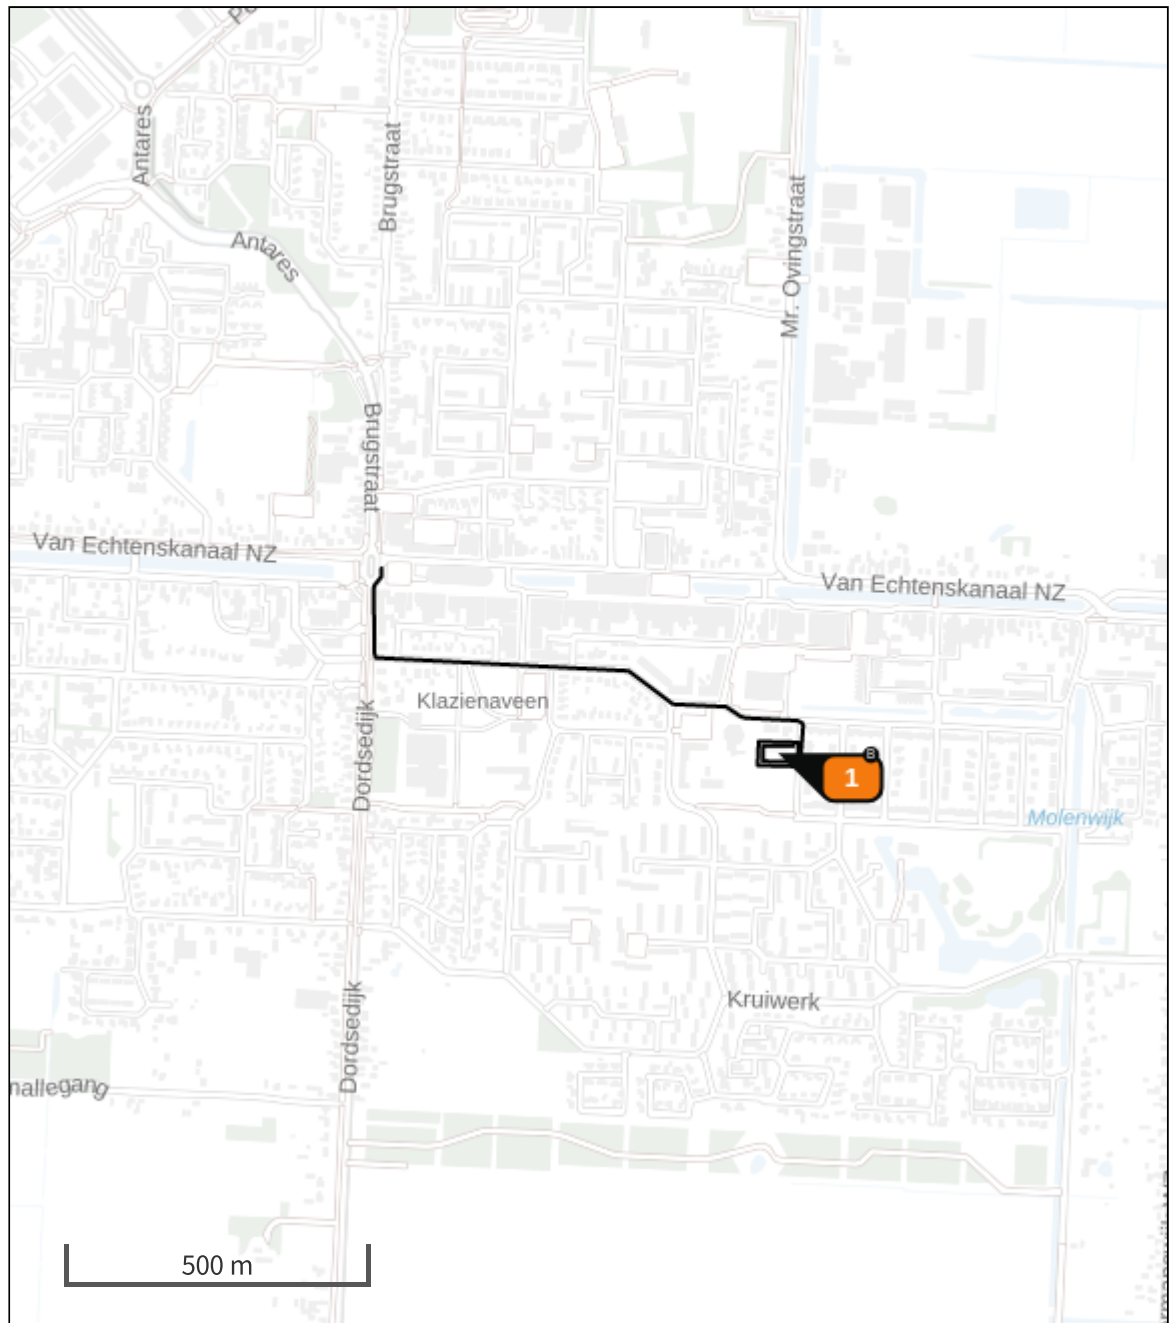 Antares
Brugstraat
Mr. Ovingstraat
Antares
Brugstraat
Van Echtenskanaal NZ
Van Echtenskanaal NZ
Klazienaveen
Dordsedijk
B
1
Molenwijk
Kruiwerk
Dordsedijk
nallegang
500 m